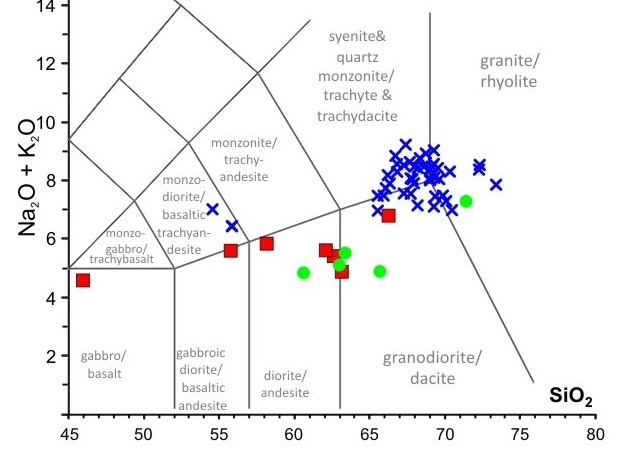 14
12
10
8
6
4
2
Na₂O + K₂O
syenite&
quartz
monzonite/
trachyte &
trachydacite
granite/
rhyolite
monzonite/
trachy-
andesite
monzo-
diorite/
basaltic
trachyan-
desite
monzo-
gabbro/
trachybasalt
gabbro/
basalt
gabbroic
diorite/
basaltic
andesite
diorite/
andesite
granodiorite/
dacite
SiO₂
45 50 55 60 65 70 75 80